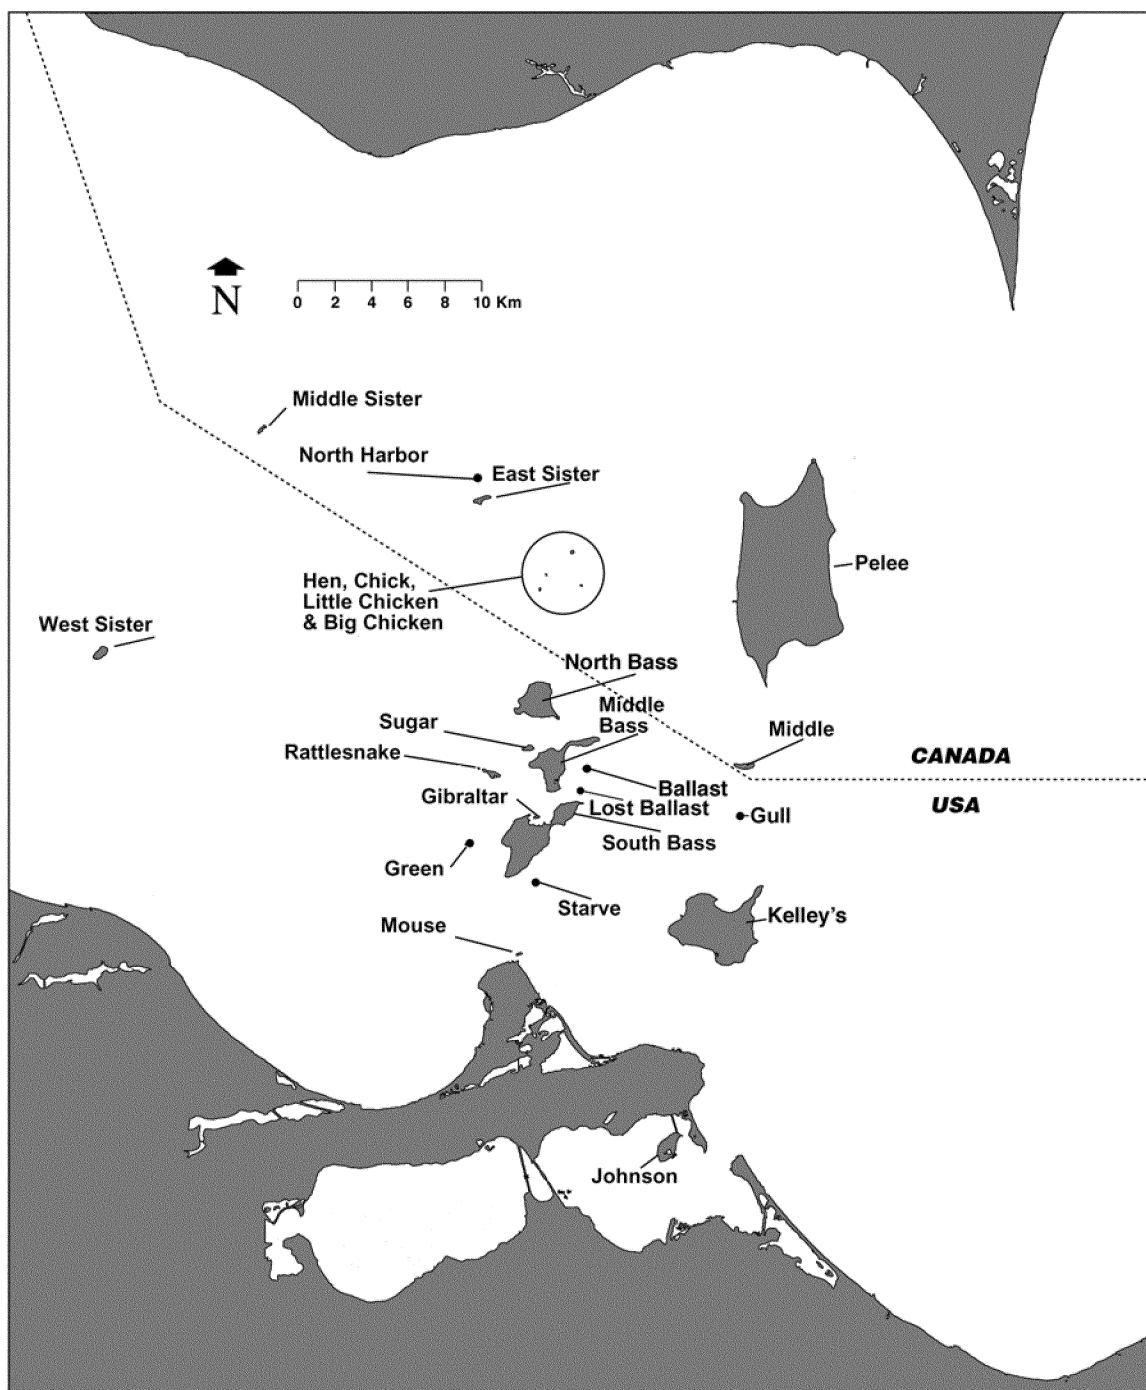 N
0 2 4 6 8 10 Km
Middle Sister
North Harbor
East Sister
Hen, Chick,
Little Chicken
& Big Chicken
Pelee
West Sister
North Bass
Middle
Bass
Sugar
Rattlesnake
Middle
CANADA
USA
Ballast
Gibraltar
Lost Ballast
Gull
South Bass
Green
Starve
Kelley's
Mouse
Johnson